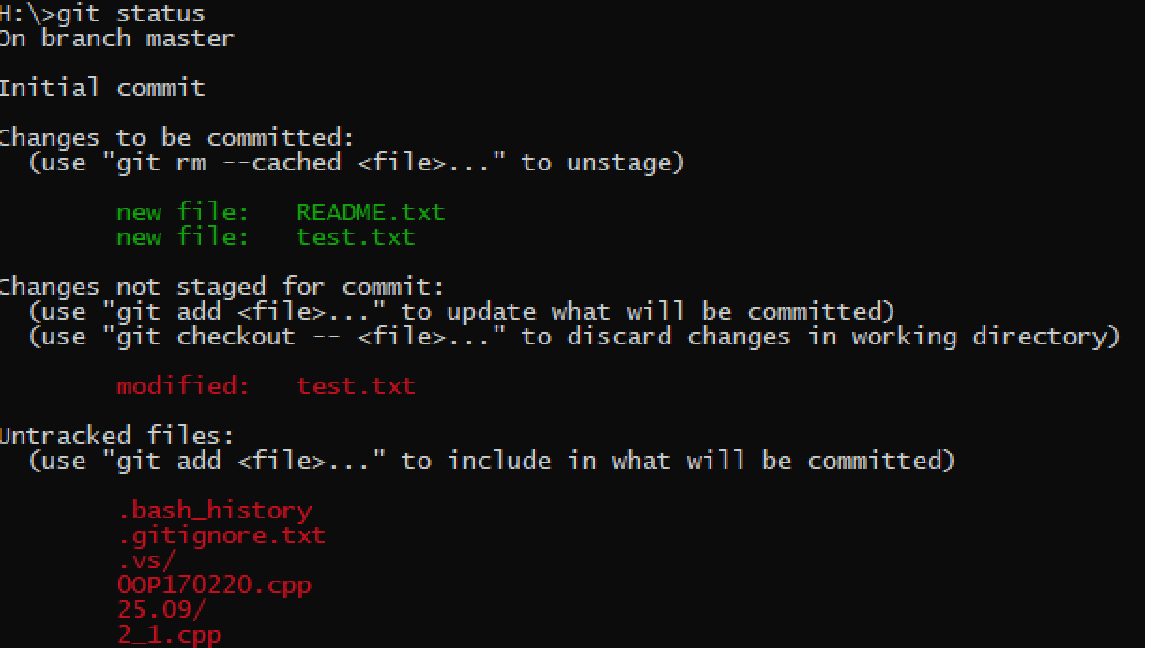 H:\>git status
On branch master
Initial commit
Changes to be committed:
(use "git rm --cached <file>..." to unstage)
new file: README.txt
new file: test.txt
Changes not staged for commit:
(use "git add <file>..." to update what will be committed)
(use "git checkout -- <file>..." to discard changes in working directory)
modified: test.txt
Untracked files:
(use "git add <file>..." to include in what will be committed)
.bash_history
.gitignore.txt
.vs/
OOP170220.cpp
25.09/
2_1.cpp